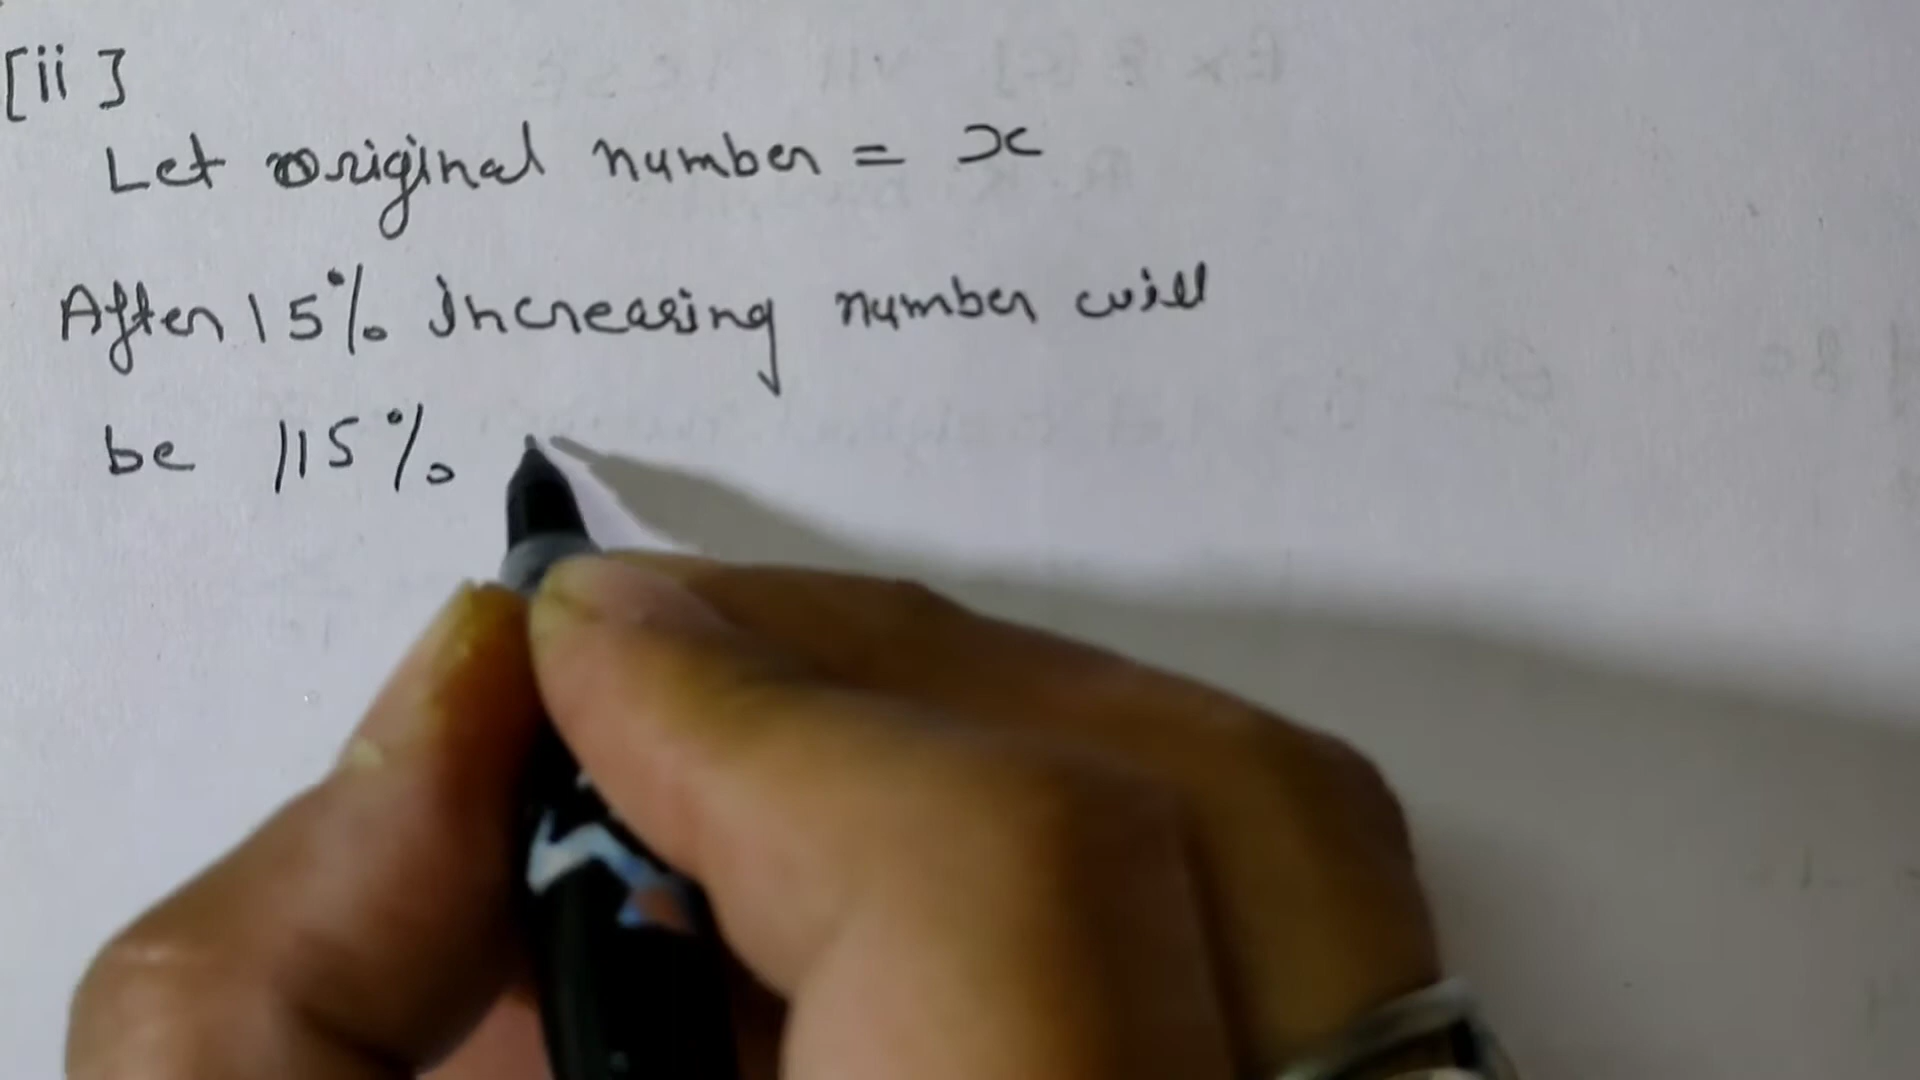 [ii]
Let original number = x
After 15% increasing number will
be 115%